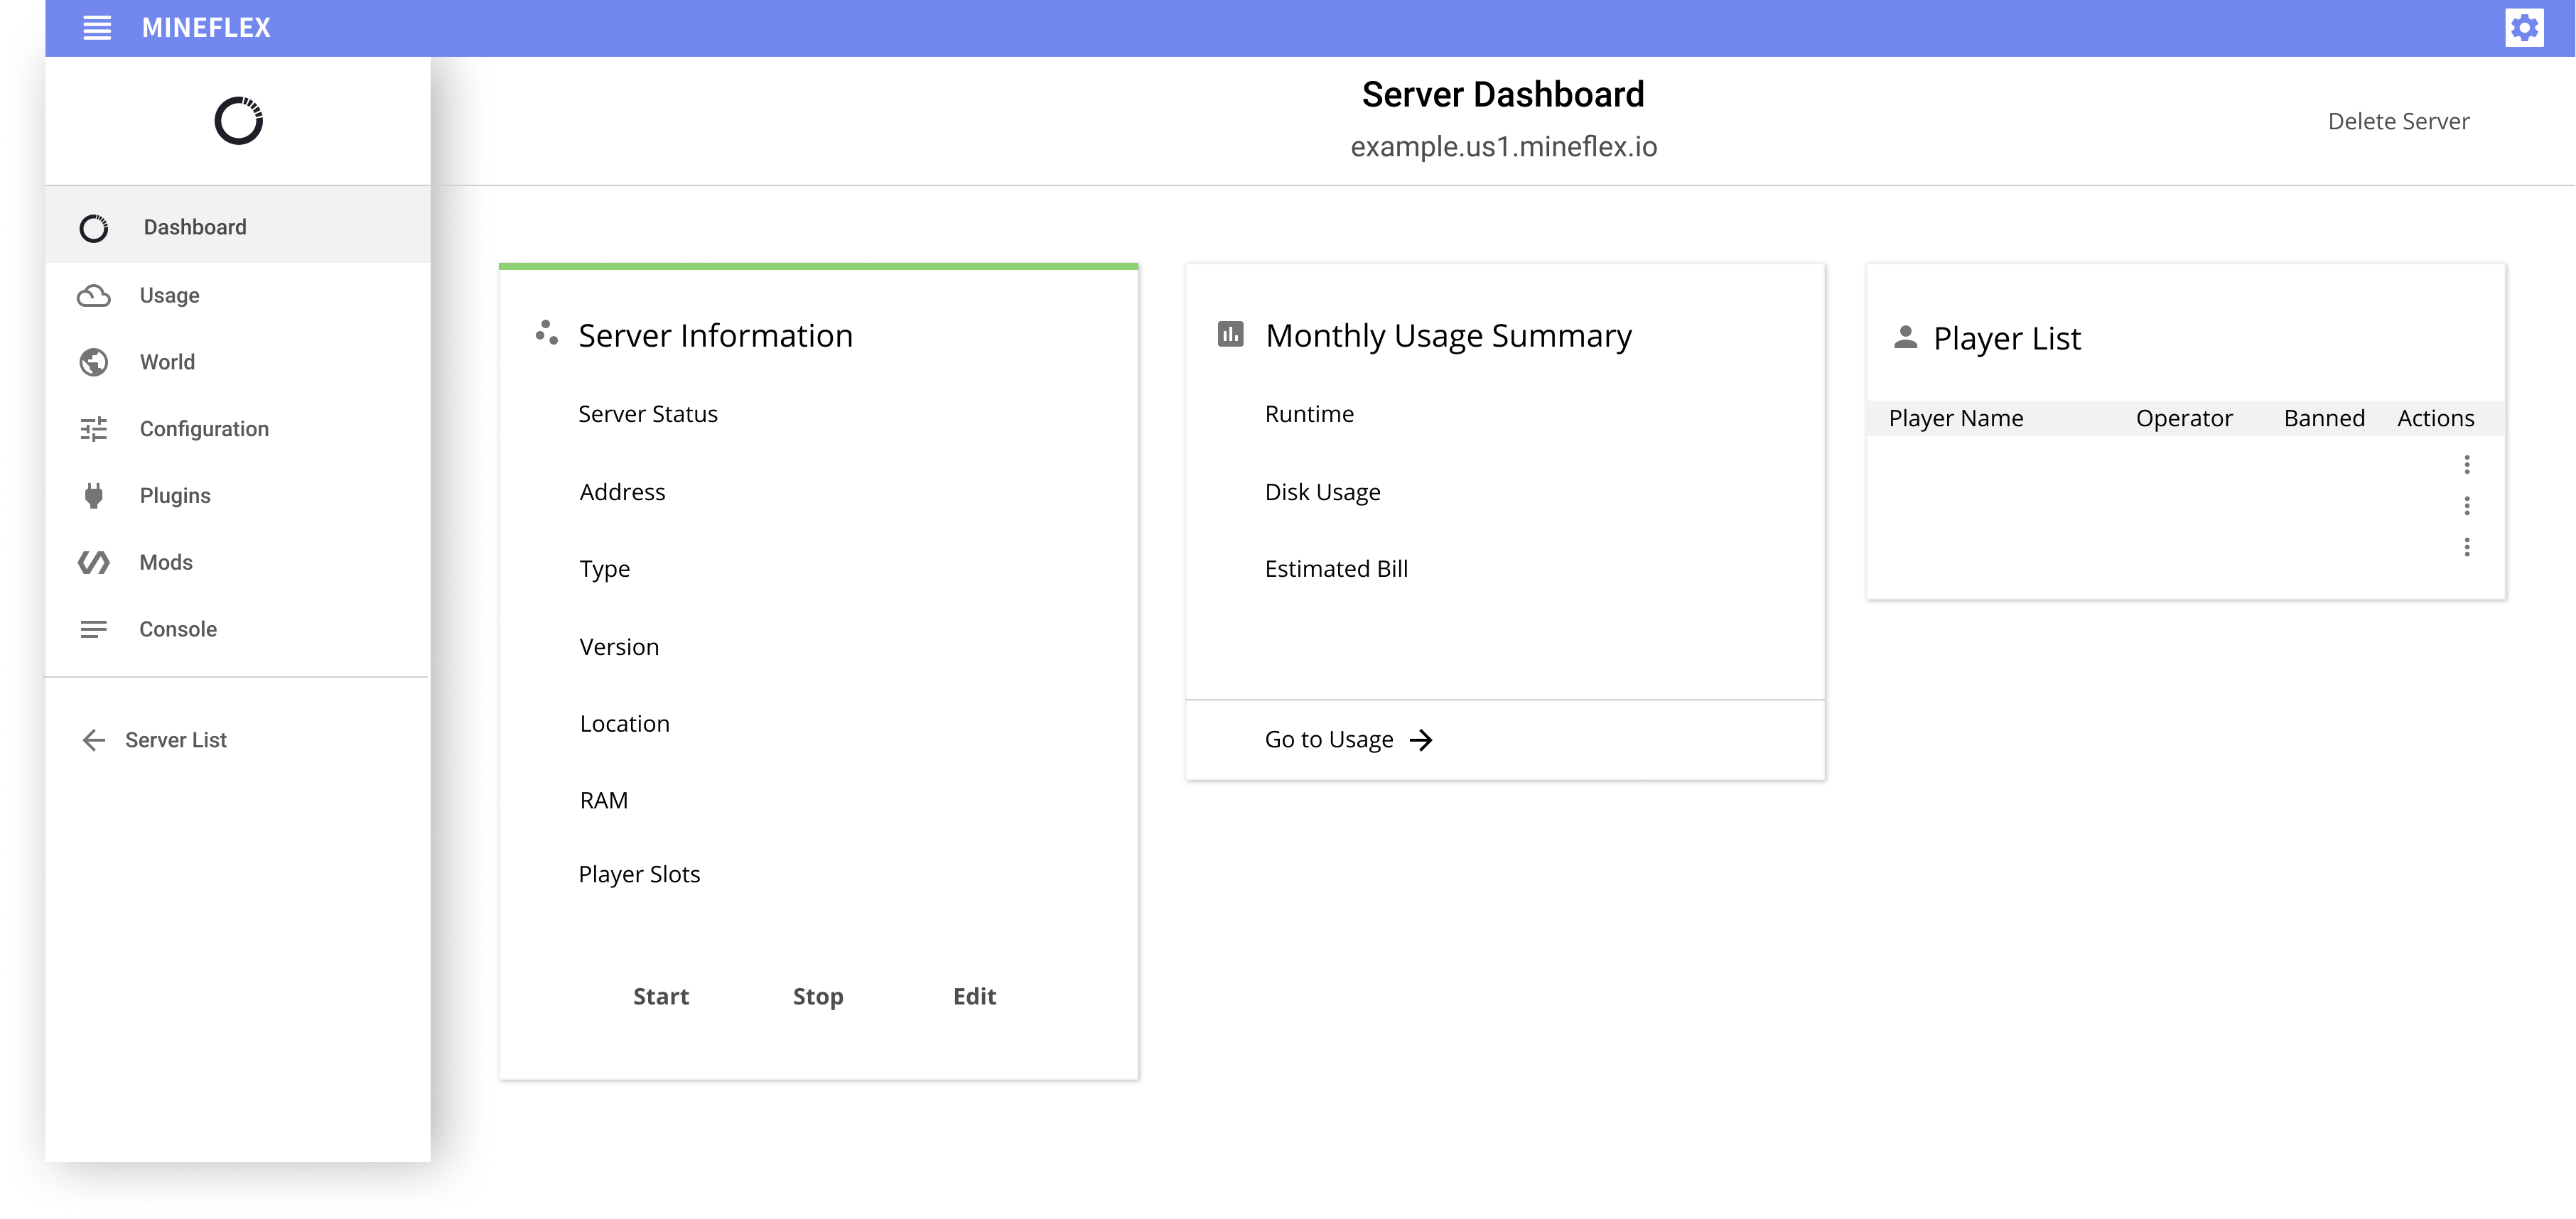 MINEFLEX
Server Dashboard
example.us1.mineflex.io
Delete Server
Dashboard
Usage
World
Configuration
Plugins
Mods
Console
Server List
Server Information
Server Status
Address
Type
Version
Location
RAM
Player Slots
Start Stop Edit
Monthly Usage Summary
Runtime
Disk Usage
Estimated Bill
Go to Usage
Player List
Player Name Operator Banned Actions